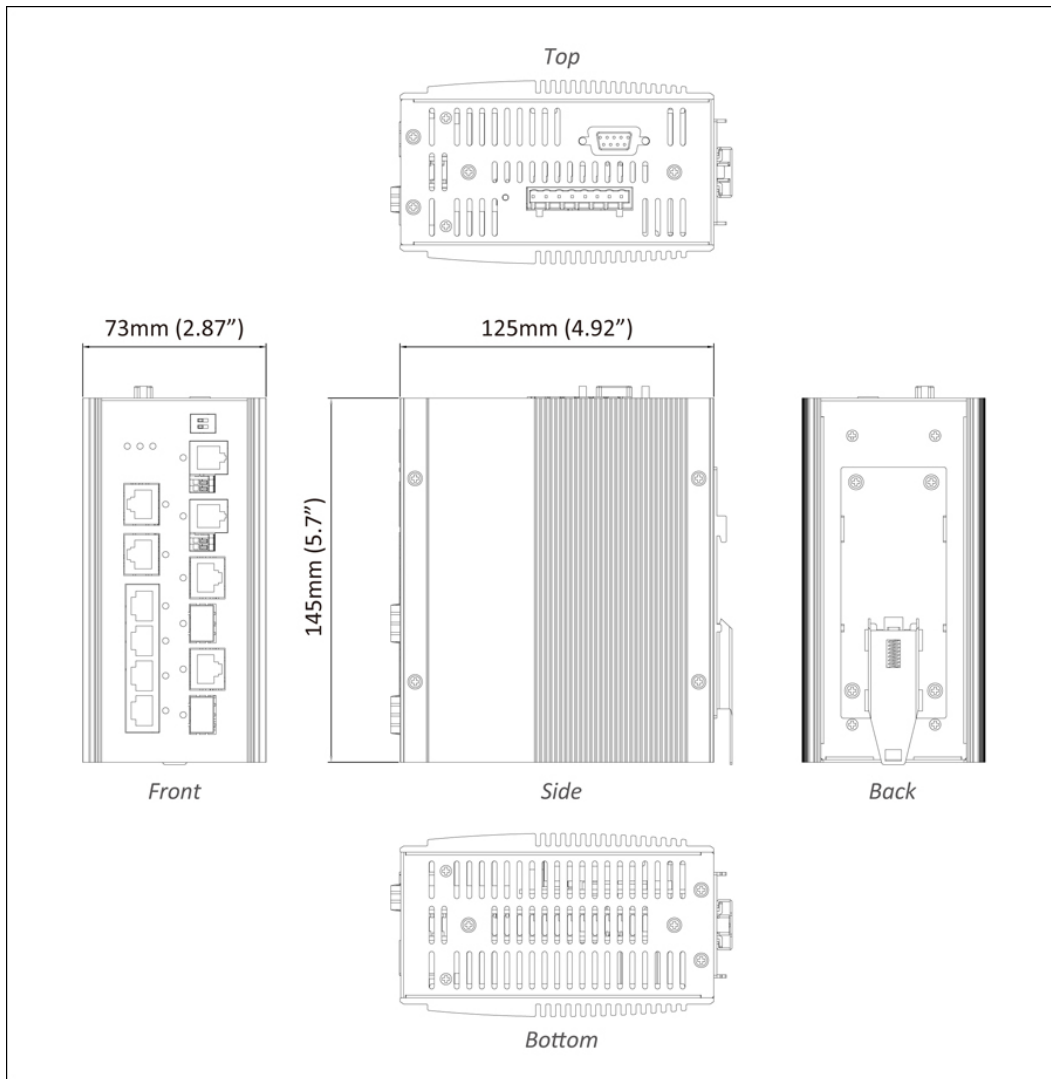 Top
73mm (2.87”)
125mm (4.92”)
145mm (5.7”)
Front
Side
Back
Bottom